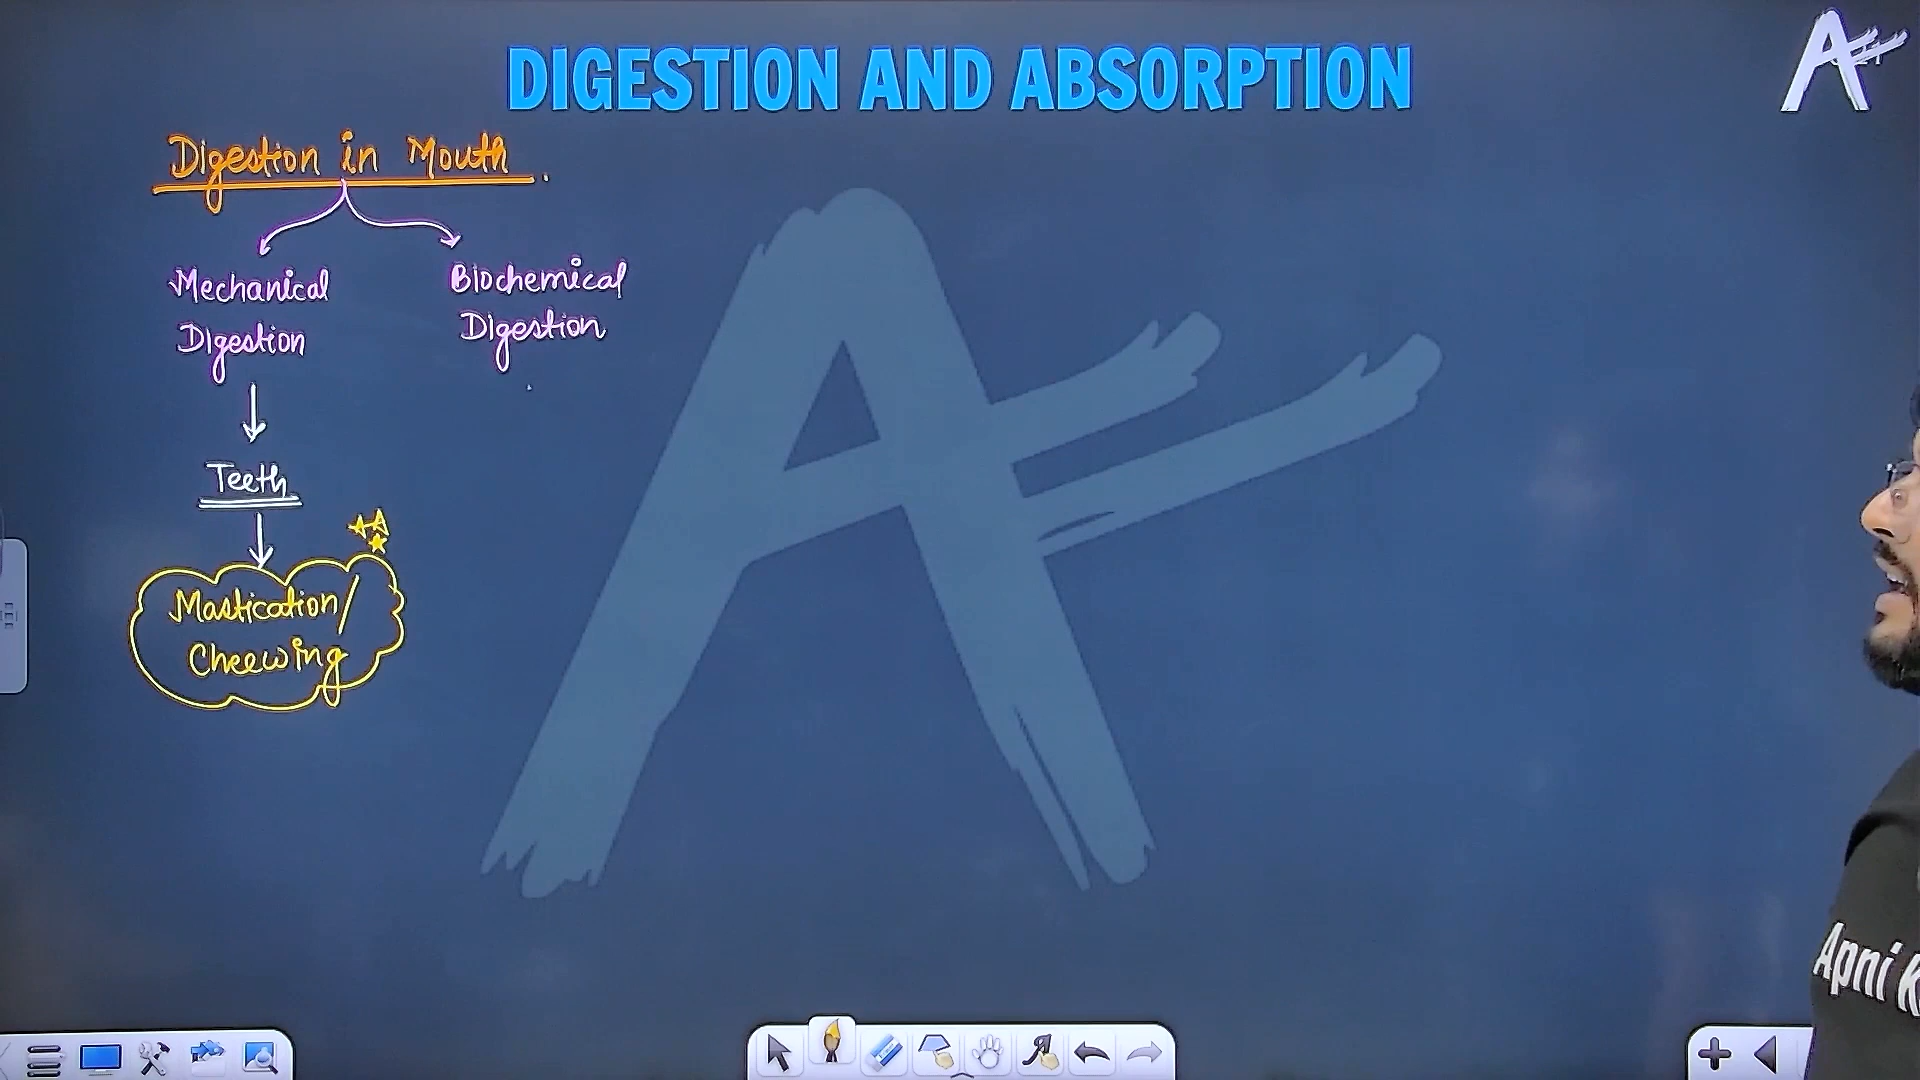 DIGESTION AND ABSORPTION
Digestion in Mouth.
Mechanical
Digestion
Biochemical
Digestion
Teeth
Mastication/
Cheewing
Apni K